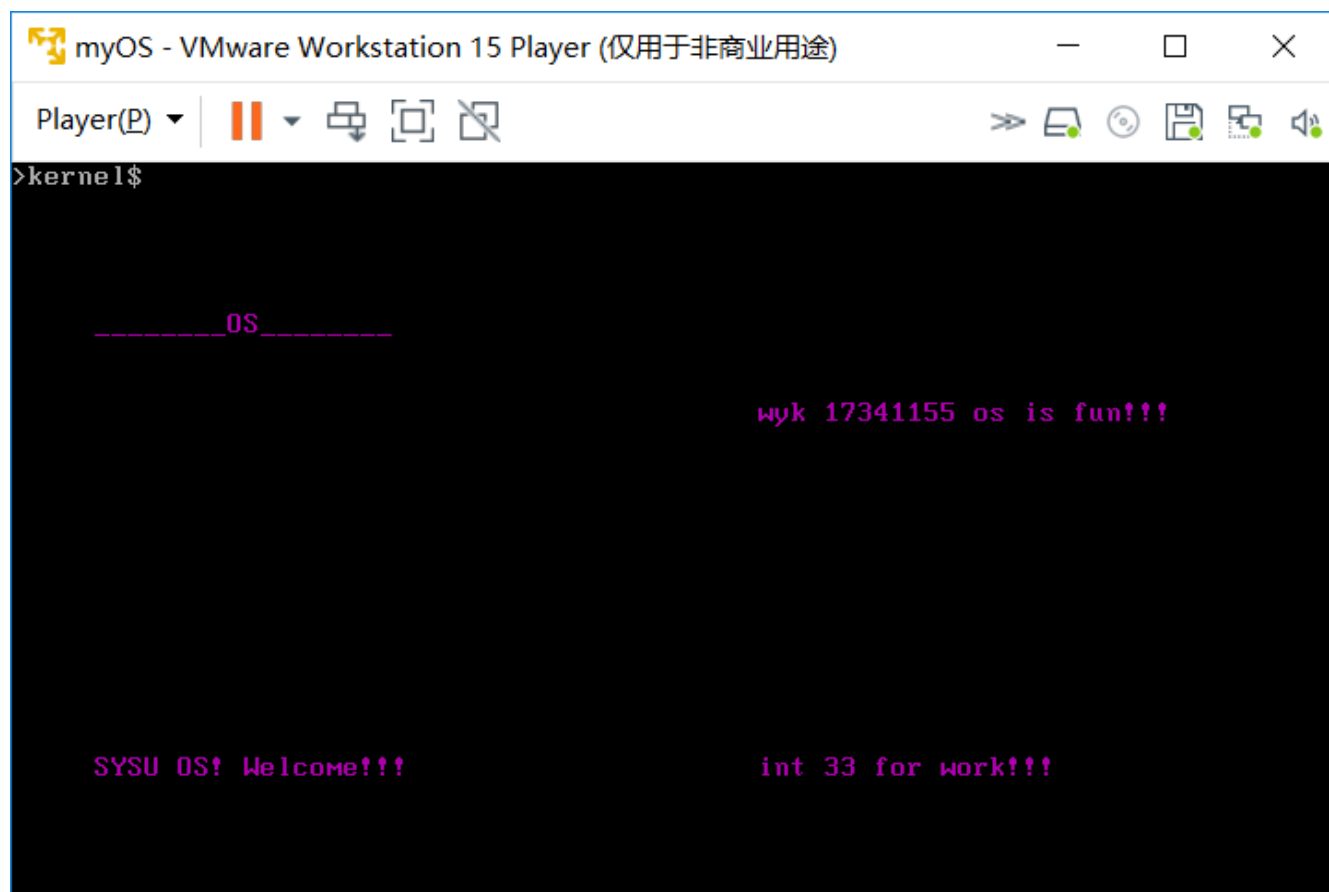 myOS - VMware Workstation 15 Player (仅用于非商业用途)
Player(P)
>kernel$
________OS________
wyk 17341155 os is fun!!!
SYSU OS! Welcome!!!
int 33 for work!!!